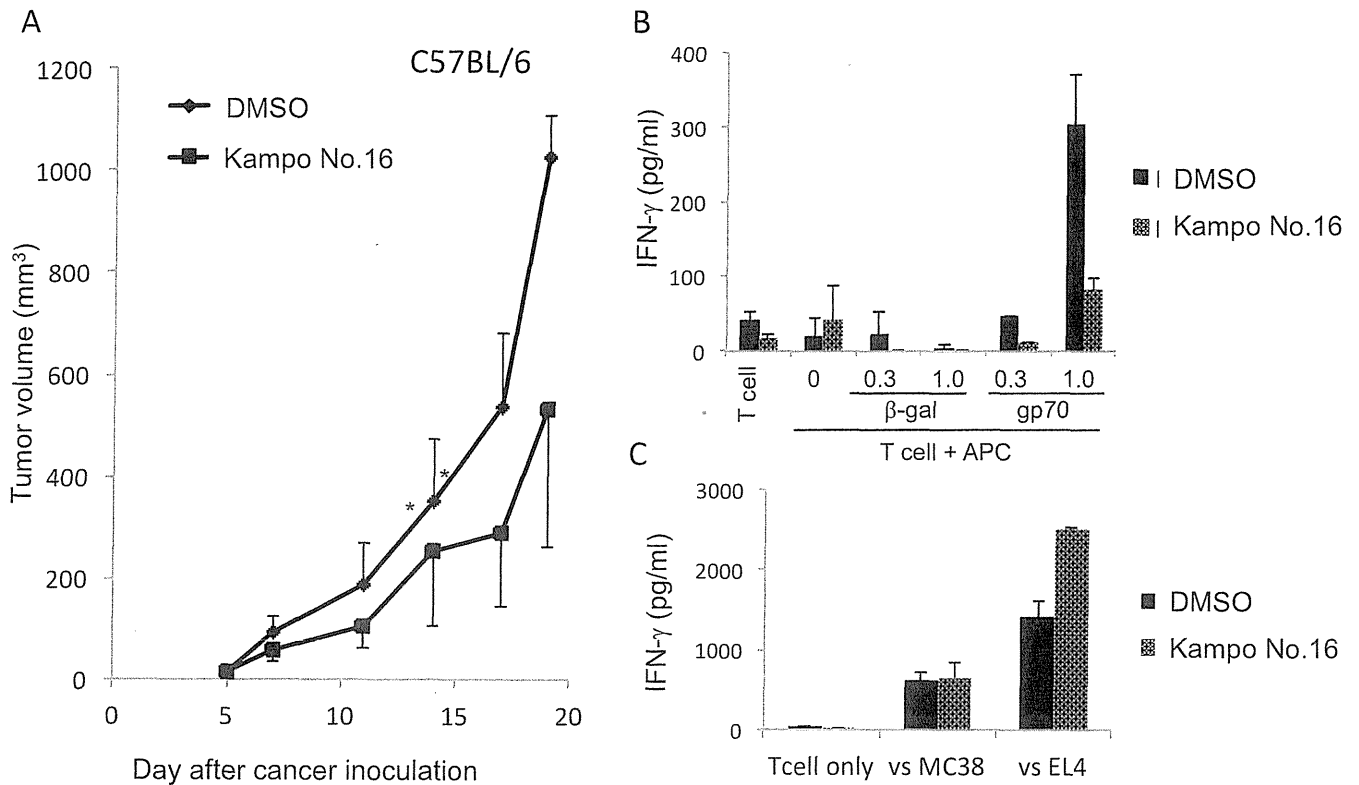 A
C57BL/6
1200
1000
800
600
400
200
0
Tumor volume (mm³)
DMSO
Kampo No.16
*
*
0
5
10
15
20
Day after cancer inoculation
B
400
300
200
100
0
IFN-γ (pg/ml)
DMSO
Kampo No.16
T cell
0
0.3
1.0
0.3
1.0
β-gal
gp70
T cell + APC
C
3000
2000
1000
0
IFN-γ (pg/ml)
DMSO
Kampo No.16
Tcell only
vs MC38
vs EL4